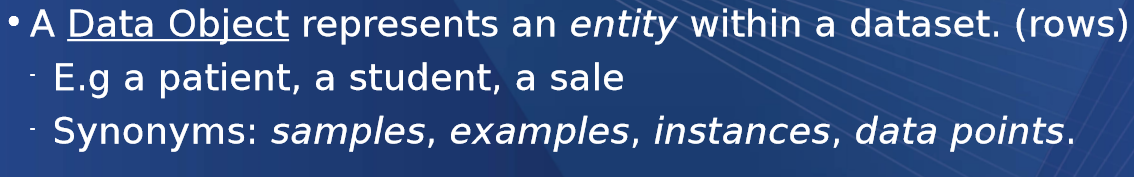 • A Data Object represents an entity within a dataset. (rows)
- E.g a patient, a student, a sale
- Synonyms: samples, examples, instances, data points.